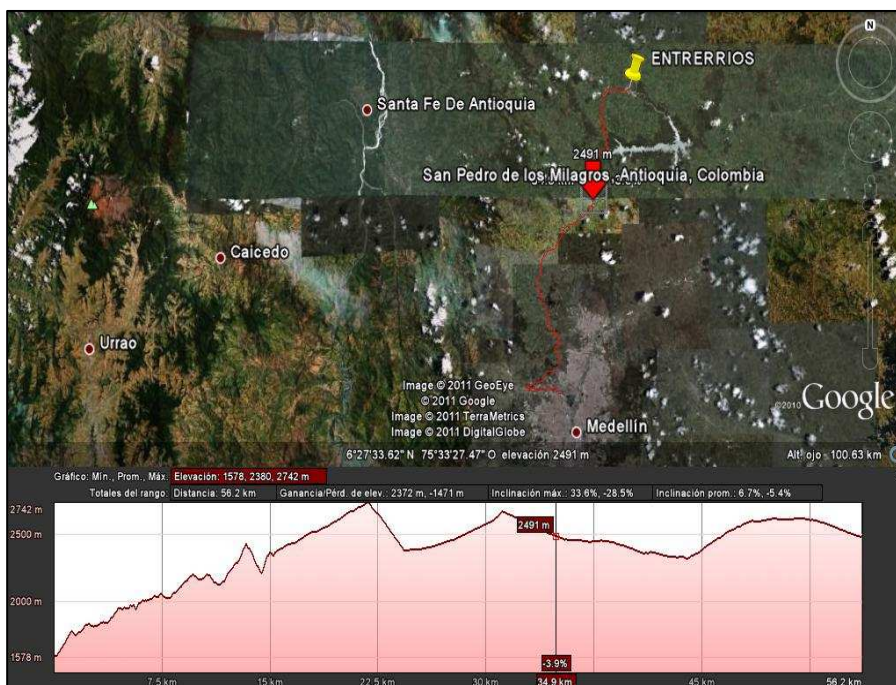 N
ENTRERRIOS
Santa Fe De Antioquia
2491 m
San Pedro de los Milagros, Antioquia, Colombia
Caicedo
Urrao
Image © 2011 GeoEye
© 2011 Google
Image © 2011 TerraMetrics
Image © 2011 DigitalGlobe
©2010 Google
Medellín
6°27'33.62" N 75°33'27.47" O elevación 2491 m
Alt. ojo 100.63 km
Gráfico: Mín., Prom., Máx. Elevación: 1578, 2380, 2742 m
Totales del rango: Distancia: 56.2 km Ganancia/Pérd. de elev.: 2372 m, -1471 m Inclinación máx.: 33.6%, -28.5% Inclinación prom.: 6.7%, -5.4%
2742 m
2500 m
2491 m
2000 m
1578 m
-3.9%
7.5 km 15 km 22.5 km 30 km 34.9 km 45 km 56.2 km